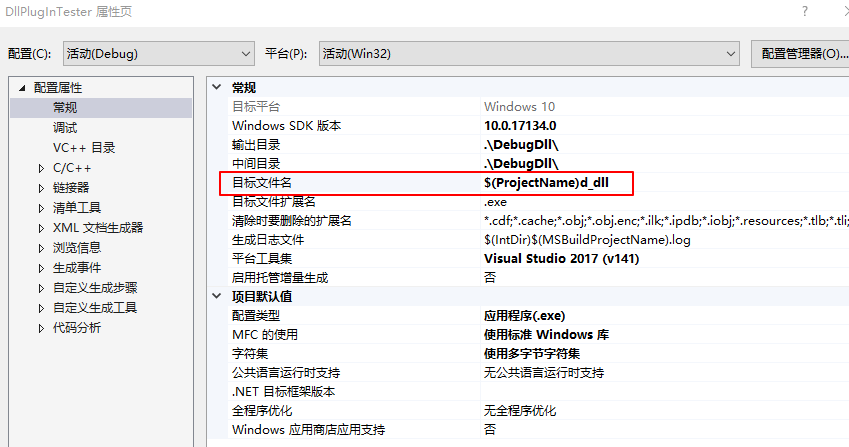 DllPlugInTester 属性页
配置(C): 活动(Debug) 平台(P): 活动(Win32) 配置管理器(O)...
配置属性
常规
调试
VC++ 目录
C/C++
链接器
清单工具
XML 文档生成器
浏览信息
生成事件
自定义生成步骤
自定义生成工具
代码分析
常规
目标平台 Windows 10
Windows SDK 版本 10.0.17134.0
输出目录 .\DebugDll\
中间目录 .\DebugDll\
目标文件名 $(ProjectName)d_dll
目标文件扩展名 .exe
清除时要删除的扩展名 *.cdf;*.cache;*.obj;*.obj.enc;*.ilk;*.ipdb;*.iobj;*.resources;*.tlb;*.tli;
生成日志文件 $(IntDir)$(MSBuildProjectName).log
平台工具集 Visual Studio 2017 (v141)
启用托管增量生成 否
项目默认值
配置类型 应用程序(.exe)
MFC 的使用 使用标准 Windows 库
字符集 使用多字节字符集
公共语言运行时支持 无公共语言运行时支持
.NET 目标框架版本
全程序优化 无全程序优化
Windows 应用商店应用支持 否